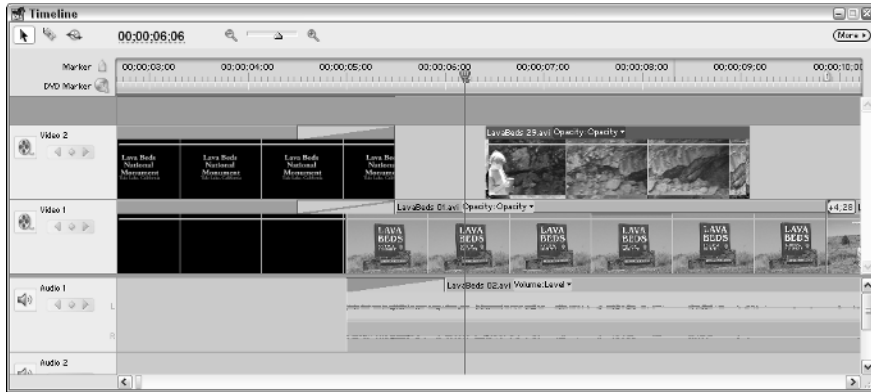 Timeline
00;00;06;06
More
Marker
00;00;03;00 00;00;04;00 00;00;05;00 00;00;06;00 00;00;07;00 00;00;08;00 00;00;09;00 00;00;10;00
DVD Marker
Video 2
LavaBeds 29.avi Opacity:Opacity
Lava Beds National Monument
Lava Beds National Monument
Lava Beds National Monument
Lava Beds
Video 1
LavaBeds 01.avi Opacity:Opacity
+4;28
LAVA BEDS
LAVA BEDS
LAVA BEDS
LAVA BEDS
LAVA BEDS
LAVA BEDS
Audio 1
LavaBeds 02.avi Volume:Level
L
R
Audio 2